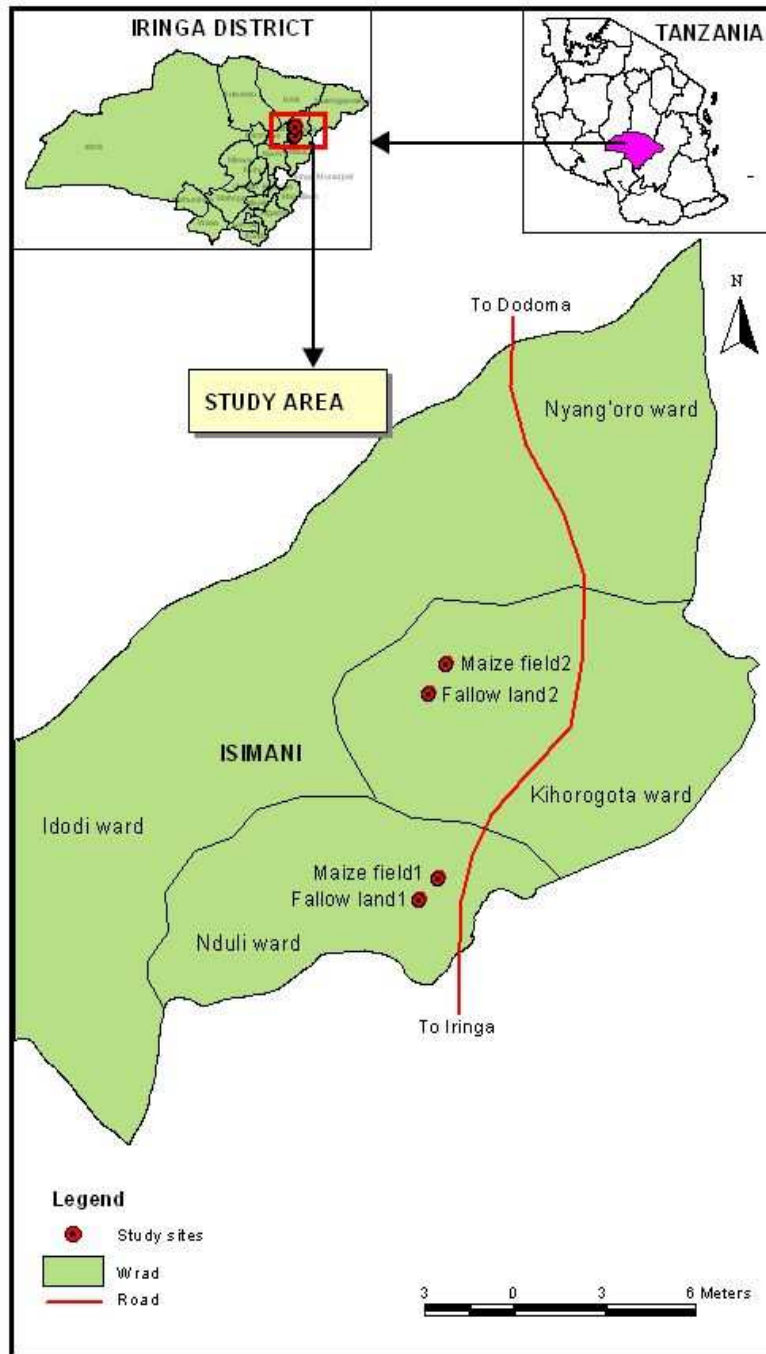 IRINGA DISTRICT
TANZANIA
To Dodoma
N
STUDY AREA
Nyang'oro ward
Maize field2
Fallow land2
ISIMANI
Kihorogota ward
Idodi ward
Maize field1
Fallow land1
Nduli ward
To Iringa
Legend
Study sites
Wrad
Road
3 0 3 6 Meters